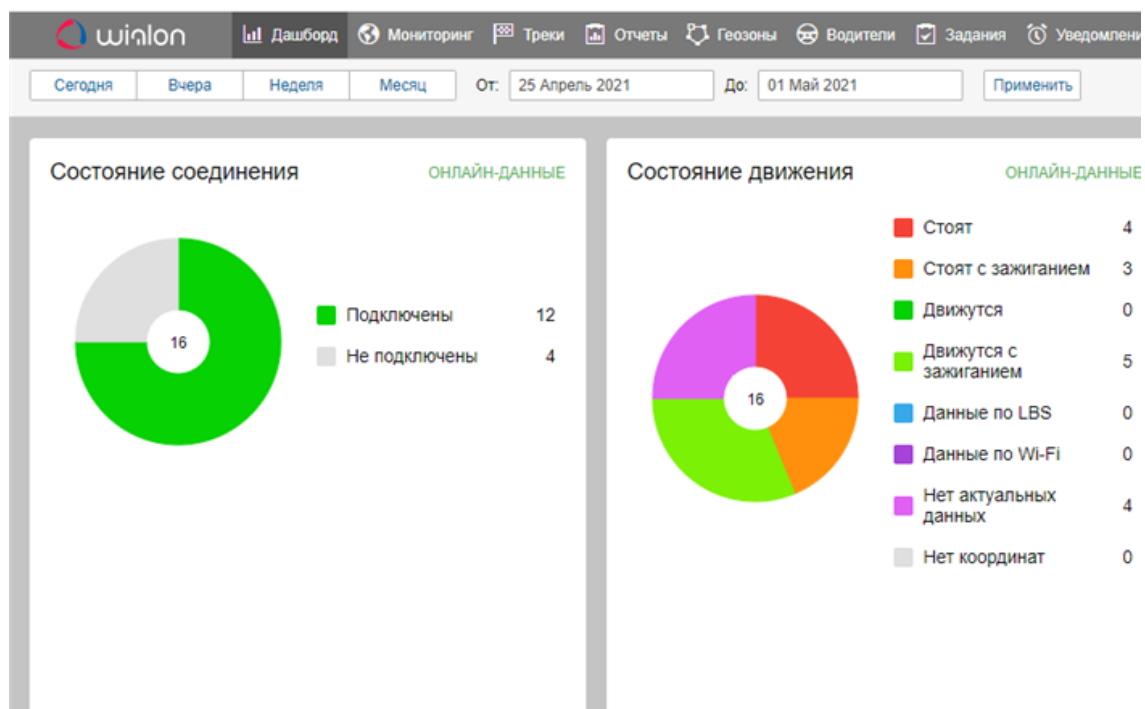 wialon Дашборд Мониторинг Треки Отчеты Геозоны Водители Задания Уведомлени
Сегодня Вчера Неделя Месяц От: 25 Апрель 2021 До: 01 Май 2021 Применить
Состояние соединения ОНЛАЙН-ДАННЫЕ
16
Подключены 12
Не подключены 4
Состояние движения ОНЛАЙН-ДАННЫЕ
16
Стоят 4
Стоят с зажиганием 3
Движутся 0
Движутся с
зажиганием 5
Данные по LBS 0
Данные по Wi-Fi 0
Нет актуальных
данных 4
Нет координат 0